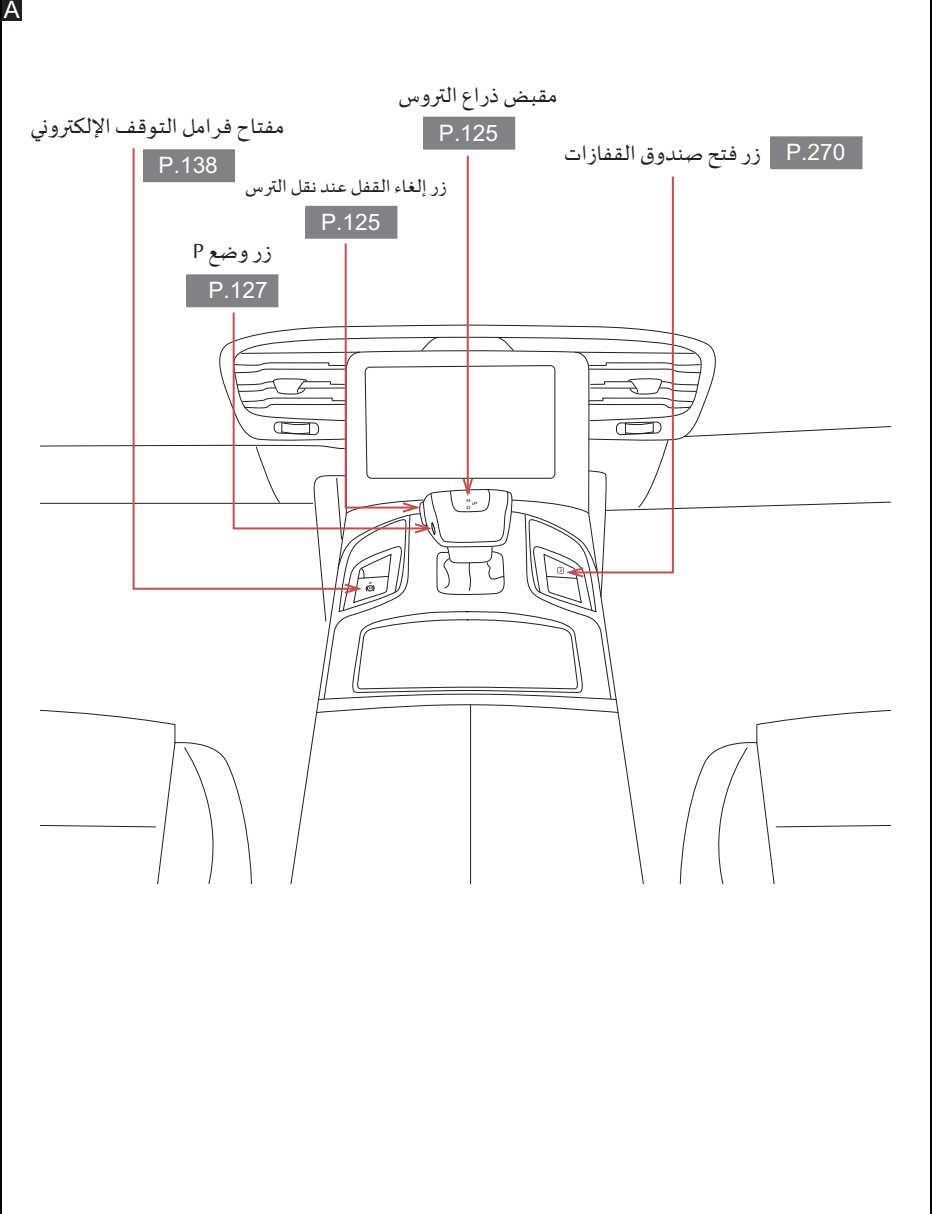 A
مقبض ذراع التروس
P.125
مفتاح فرامل التوقف الإلكتروني
P.138
زر فتح صندوق القفازات P.270
زر إلغاء القفل عند نقل الترس
P.125
زر وضع P
P.127